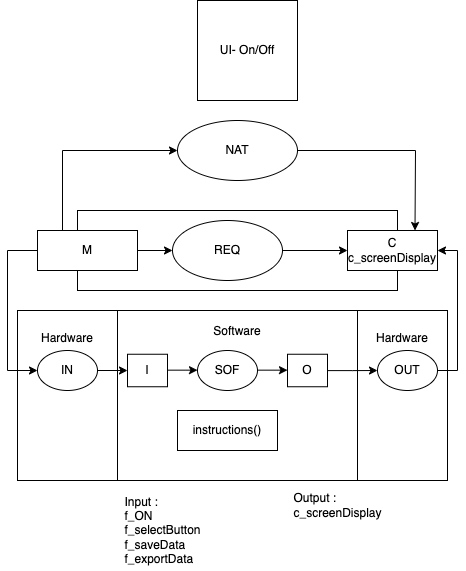 UI- On/Off
NAT
M
REQ
C
c_screenDisplay
Hardware
Software
Hardware
IN
I
SOF
O
OUT
instructions()
Input :
f_ON
f_selectButton
f_saveData
f_exportData
Output :
c_screenDisplay